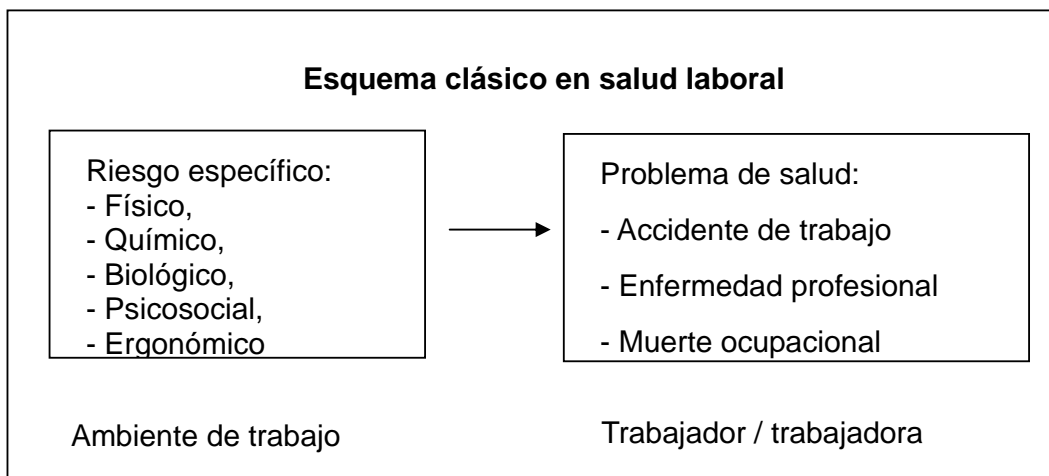 Esquema clásico en salud laboral
Riesgo específico:
- Físico,
- Químico,
- Biológico,
- Psicosocial,
- Ergonómico
Problema de salud:
- Accidente de trabajo
- Enfermedad profesional
- Muerte ocupacional
Ambiente de trabajo
Trabajador / trabajadora